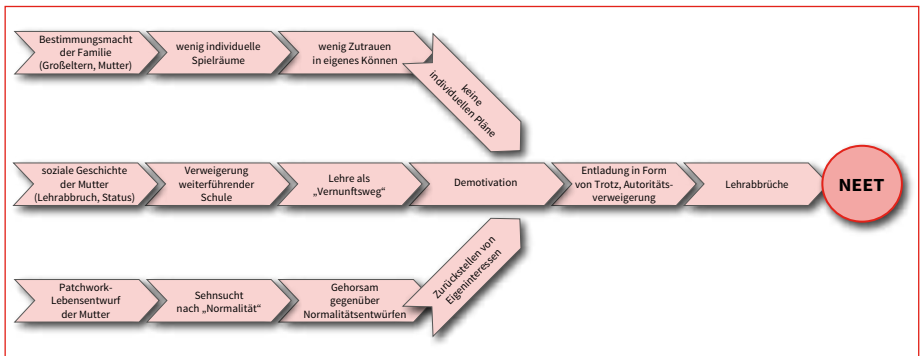 Bestimmungsmacht
der Familie
(Großeltern, Mutter)
wenig individuelle
Spielräume
wenig Zutrauen
in eigenes Können
keine
individuellen Pläne
soziale Geschichte
der Mutter
(Lehrabbruch, Status)
Verweigerung
weiterführender
Schule
Lehre als
„Vernunftsweg“
Demotivation
Entladung in Form
von Trotz, Autoritäts-
verweigerung
Lehrabbrüche
NEET
Patchwork-
Lebensentwurf
der Mutter
Sehnsucht
nach „Normalität“
Gehorsam
gegenüber
Normalitätsentwürfen
Zurückstellen von
Eigeninteressen